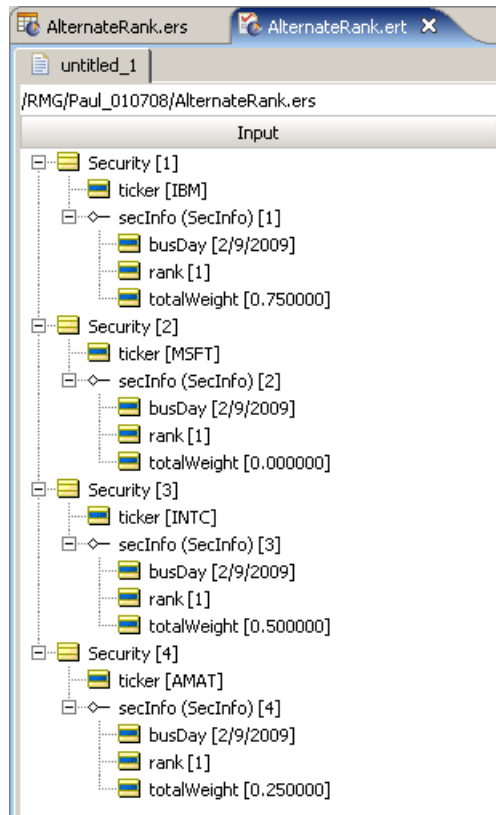 AlternateRank.ers AlternateRank.ert
untitled_1
/RMG/Paul_010708/AlternateRank.ers
Input
Security [1]
ticker [IBM]
secInfo (SecInfo) [1]
busDay [2/9/2009]
rank [1]
totalWeight [0.750000]
Security [2]
ticker [MSFT]
secInfo (SecInfo) [2]
busDay [2/9/2009]
rank [1]
totalWeight [0.000000]
Security [3]
ticker [INTC]
secInfo (SecInfo) [3]
busDay [2/9/2009]
rank [1]
totalWeight [0.500000]
Security [4]
ticker [AMAT]
secInfo (SecInfo) [4]
busDay [2/9/2009]
rank [1]
totalWeight [0.250000]